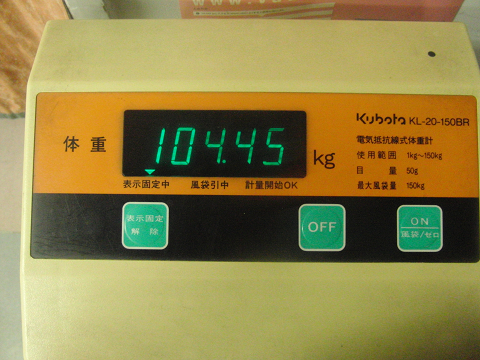 Kubota KL-20-150BR
体重
104.45
kg
電気抵抗線式体重計
使用範囲 1kg~150kg
目量 50g
最大風袋量 150kg
表示固定中 風袋引中 計量開始OK
表示固定
解除
OFF
ON
風袋/ゼロ